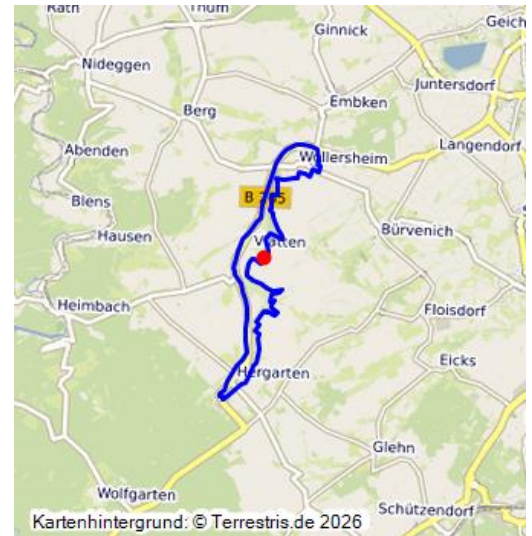 Thum
Ginnick
Geich
Nideggen
Juntersdorf
Embken
Berg
Abenden
Wollersheim
Langendorf
Blens
B 265
Hausen
Vlatten
Bürvenich
Heimbach
Floisdorf
Eicks
Hergarten
Glehn
Wolfgarten
Schützendorf
Kartenhintergrund: © Terrestris.de 2026